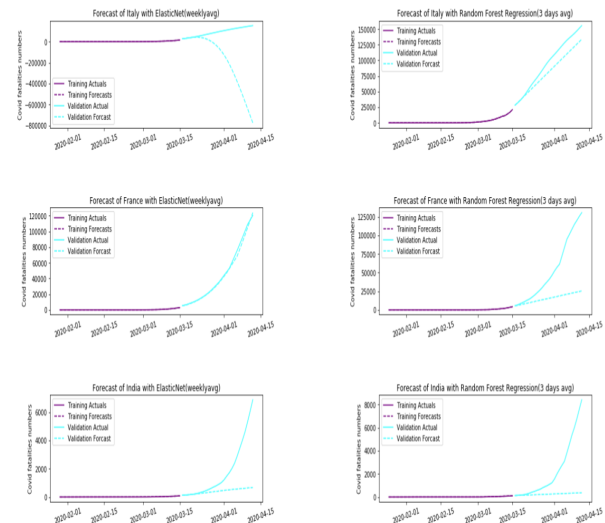 Forecast of Italy with ElasticNet(weeklyavg)
Covid fatalities numbers
0
−200000
−400000
−600000
−800000
Training Actuals
Training Forecasts
Validation Actual
Validation Forcast
2020-02-01
2020-02-15
2020-03-01
2020-03-15
2020-04-01
2020-04-15
Forecast of Italy with Random Forest Regression(3 days avg)
Covid fatalities numbers
150000
125000
100000
75000
50000
25000
0
Training Actuals
Training Forecasts
Validation Actual
Validation Forcast
2020-02-01
2020-02-15
2020-03-01
2020-03-15
2020-04-01
2020-04-15
Forecast of France with ElasticNet(weeklyavg)
Covid fatalities numbers
120000
100000
80000
60000
40000
20000
0
Training Actuals
Training Forecasts
Validation Actual
Validation Forcast
2020-02-01
2020-02-15
2020-03-01
2020-03-15
2020-04-01
2020-04-15
Forecast of France with Random Forest Regression(3 days avg)
Covid fatalities numbers
125000
100000
75000
50000
25000
0
Training Actuals
Training Forecasts
Validation Actual
Validation Forcast
2020-02-01
2020-02-15
2020-03-01
2020-03-15
2020-04-01
2020-04-15
Forecast of India with ElasticNet(weeklyavg)
Covid fatalities numbers
6000
4000
2000
0
Training Actuals
Training Forecasts
Validation Actual
Validation Forcast
2020-02-01
2020-02-15
2020-03-01
2020-03-15
2020-04-01
2020-04-15
Forecast of India with Random Forest Regression(3 days avg)
Covid fatalities numbers
8000
6000
4000
2000
0
Training Actuals
Training Forecasts
Validation Actual
Validation Forcast
2020-02-01
2020-02-15
2020-03-01
2020-03-15
2020-04-01
2020-04-15